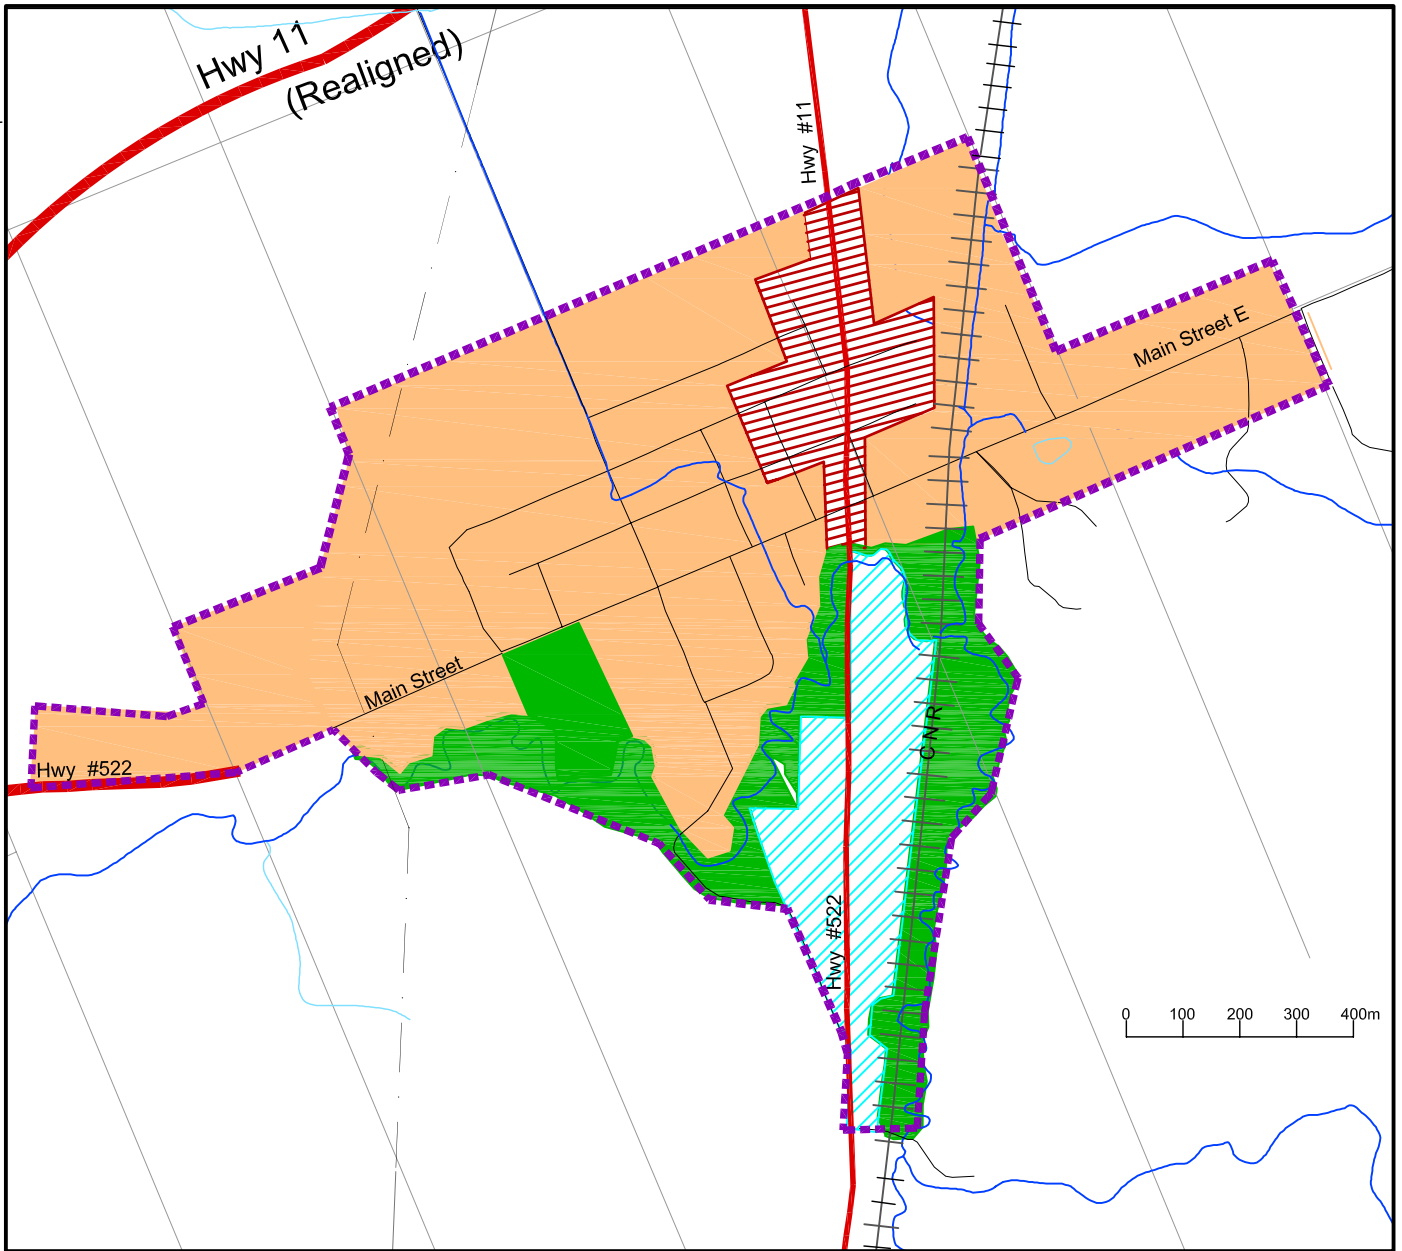 Hwy 11
(Realigned)
Hwy #11
Main Street E
Main Street
Hwy #522
C N R
Hwy #522
0 100 200 300 400m